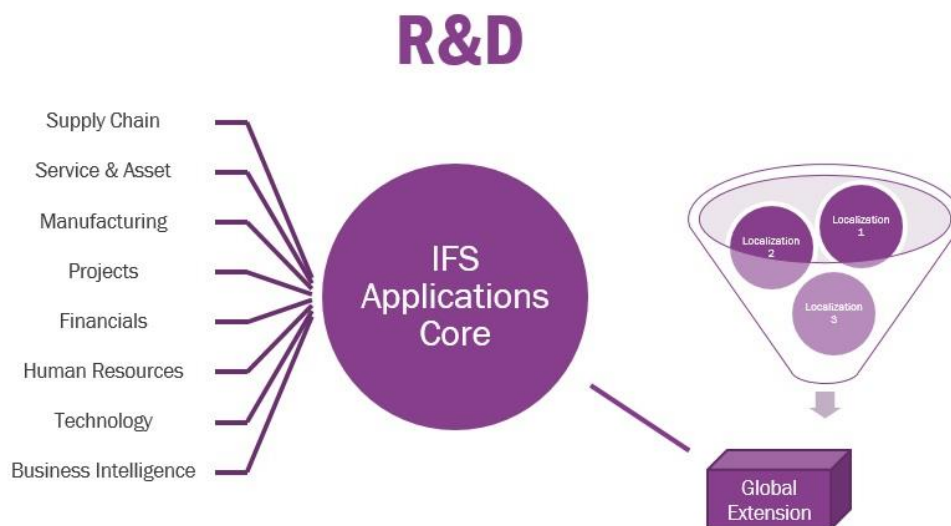 R&D
Supply Chain
Service & Asset
Manufacturing
Projects
Financials
Human Resources
Technology
Business Intelligence
IFS
Applications
Core
Localization
1
Localization
2
Localization
3
Global
Extension